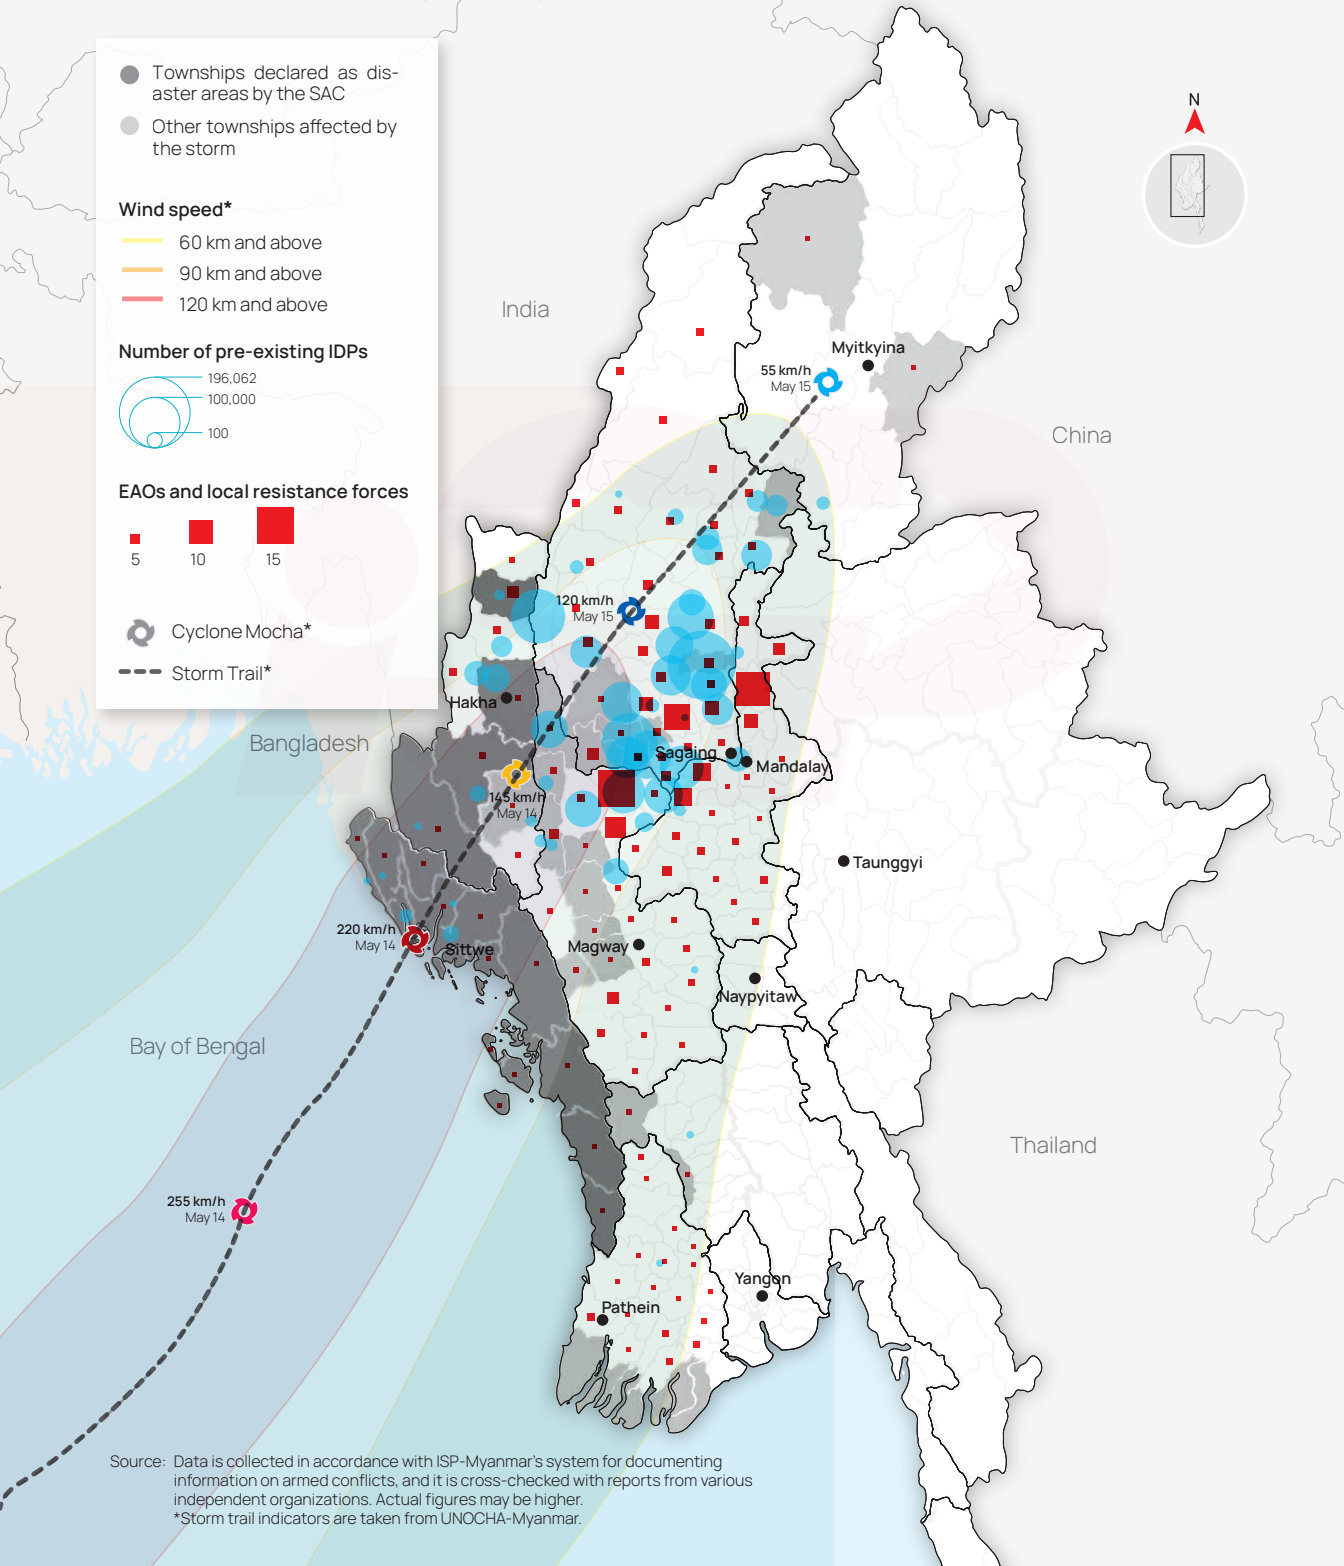 Townships declared as dis-
aster areas by the SAC
Other townships affected by
the storm
Wind speed*
60 km and above
90 km and above
120 km and above
Number of pre-existing IDPs
196,062
100,000
100
EAOs and local resistance forces
5 10 15
Cyclone Mocha*
Storm Trail*
N
India
Myitkyina
55 km/h
May 15
China
120 km/h
May 15
Hakha
Bangladesh
Sagaing
Mandalay
145 km/h
May 14
Taunggyi
220 km/h
May 14
Sittwe
Magway
Naypyitaw
Bay of Bengal
Thailand
255 km/h
May 14
Yangon
Pathein
Source: Data is collected in accordance with ISP-Myanmar's system for documenting
information on armed conflicts, and it is cross-checked with reports from various
independent organizations. Actual figures may be higher.
*Storm trail indicators are taken from UNOCHA-Myanmar.